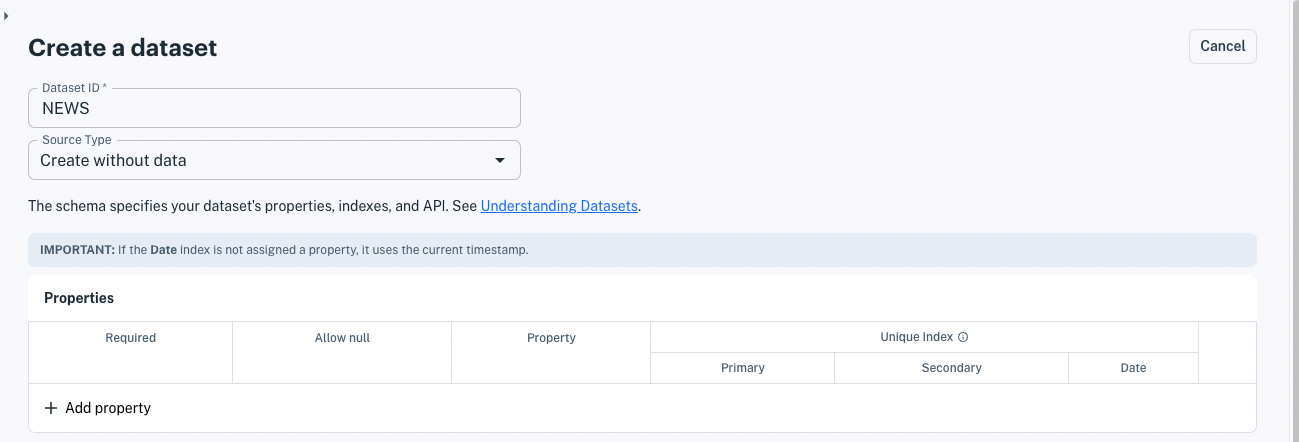 Create a dataset
Cancel
Dataset ID *
NEWS
Source Type
Create without data
The schema specifies your dataset's properties, indexes, and API. See Understanding Datasets.
IMPORTANT: If the Date index is not assigned a property, it uses the current timestamp.
Properties
Required Allow null Property Unique Index
Primary Secondary Date
Add property